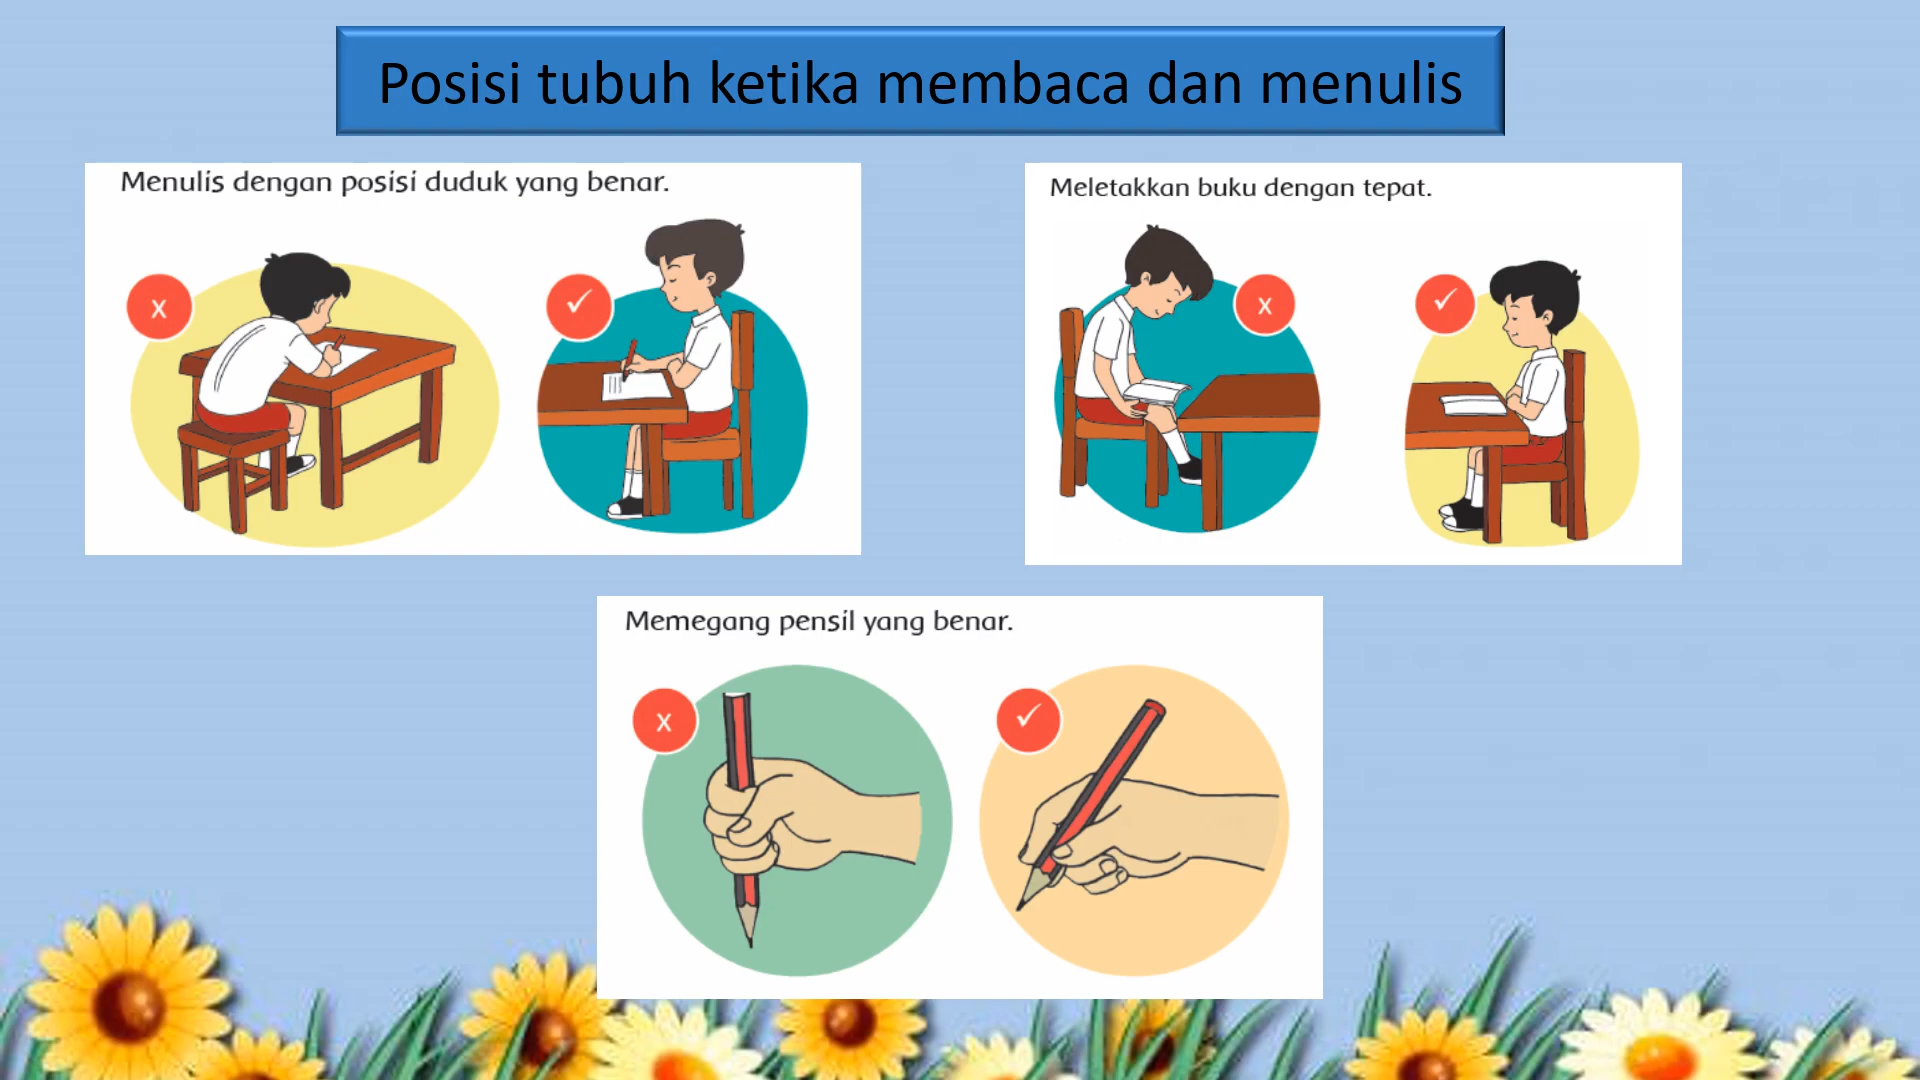 Posisi tubuh ketika membaca dan menulis
Menulis dengan posisi duduk yang benar.
x
✓
Meletakkan buku dengan tepat.
x
✓
Memegang pensil yang benar.
x
✓